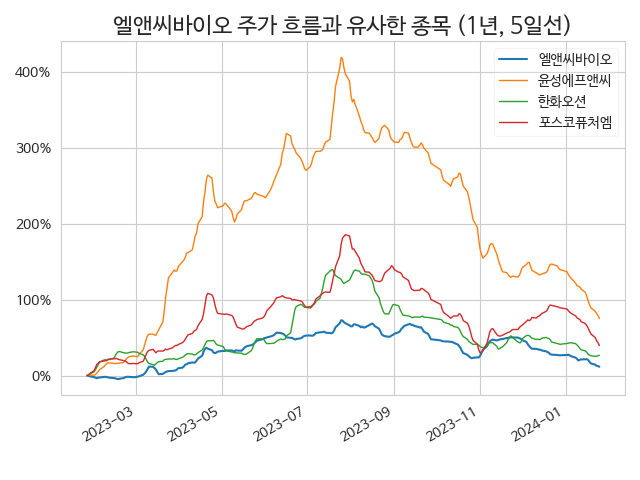 엘앤씨바이오 주가 흐름과 유사한 종목 (1년, 5일선)
엘앤씨바이오
윤성에프앤씨
한화오션
포스코퓨처엠
400%
300%
200%
100%
0%
2023-03
2023-05
2023-07
2023-09
2023-11
2024-01